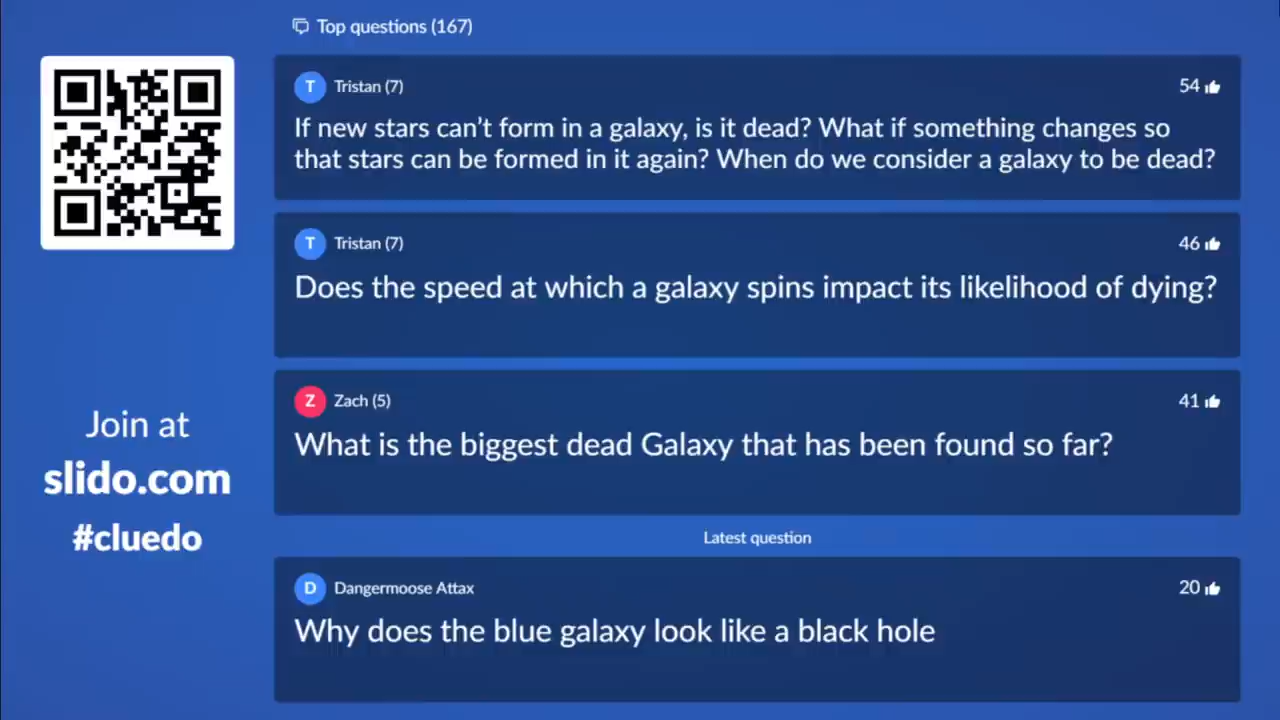 Top questions (167)
T Tristan (7) 54
If new stars can't form in a galaxy, is it dead? What if something changes so
that stars can be formed in it again? When do we consider a galaxy to be dead?
T Tristan (7) 46
Does the speed at which a galaxy spins impact its likelihood of dying?
Z Zach (5) 41
What is the biggest dead Galaxy that has been found so far?
Join at
slido.com
#cluedo
Latest question
D Dangermoose Attax 20
Why does the blue galaxy look like a black hole